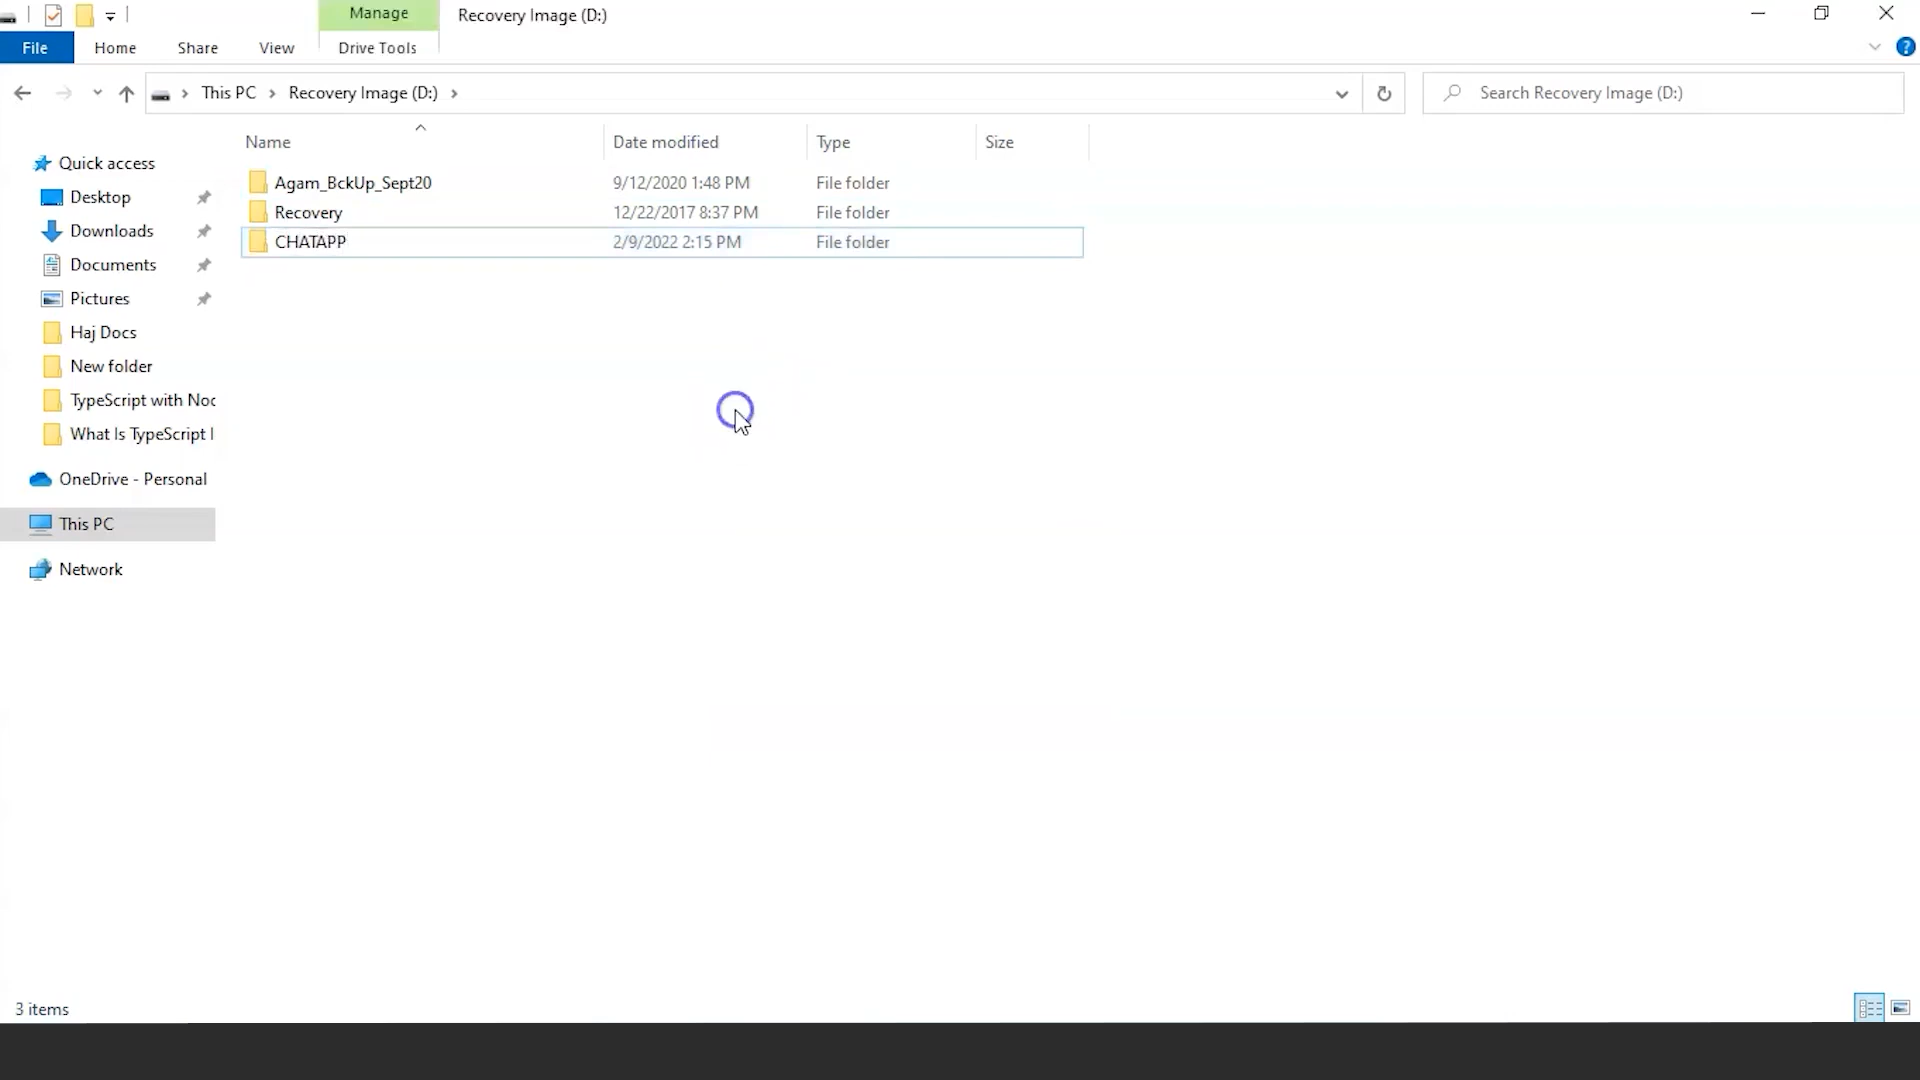 Manage
Recovery Image (D:)
File
Home
Share
View
Drive Tools
?
This PC
Recovery Image (D:)
Search Recovery Image (D:)
Name
Date modified
Type
Size
Quick access
Desktop
Downloads
Documents
Pictures
Haj Docs
New folder
TypeScript with Noc
What Is TypeScript I
OneDrive - Personal
This PC
Network
Agam_BckUp_Sept20 9/12/2020 1:48 PM File folder
Recovery 12/22/2017 8:37 PM File folder
CHATAPP 2/9/2022 2:15 PM File folder
3 items